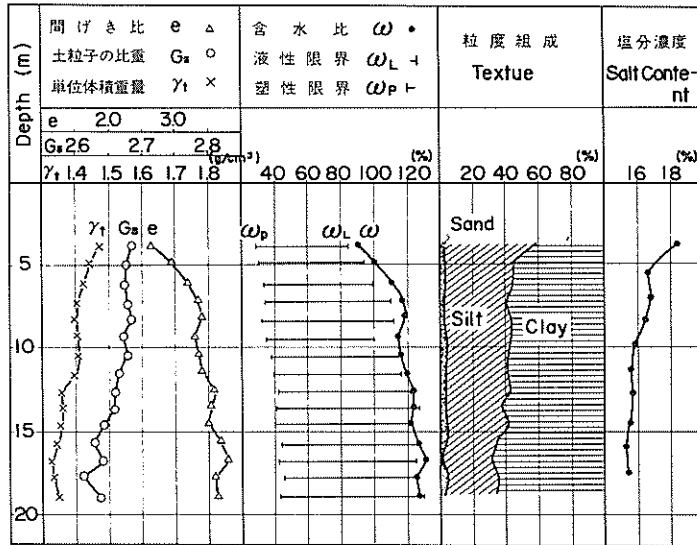 間げき比 e △
土粒子の比重 Gs ○
単位体積重量 γt ×
含水比 ω •
液性限界 ωL ⊣
塑性限界 ωP ⊢
粒度組成
Textue
塩分濃度
Salt Conte-
nt
Depth (m)
e 2.0 3.0
Gs 2.6 2.7 2.8
(g/cm³)
γt 1.4 1.5 1.6 1.7 1.8
(%)
40 80 100 120
(%)
20 40 60 80
(%)
16 18
γt Gs e
ωP ωL ω
Sand
Silt
Clay
5
10
15
20